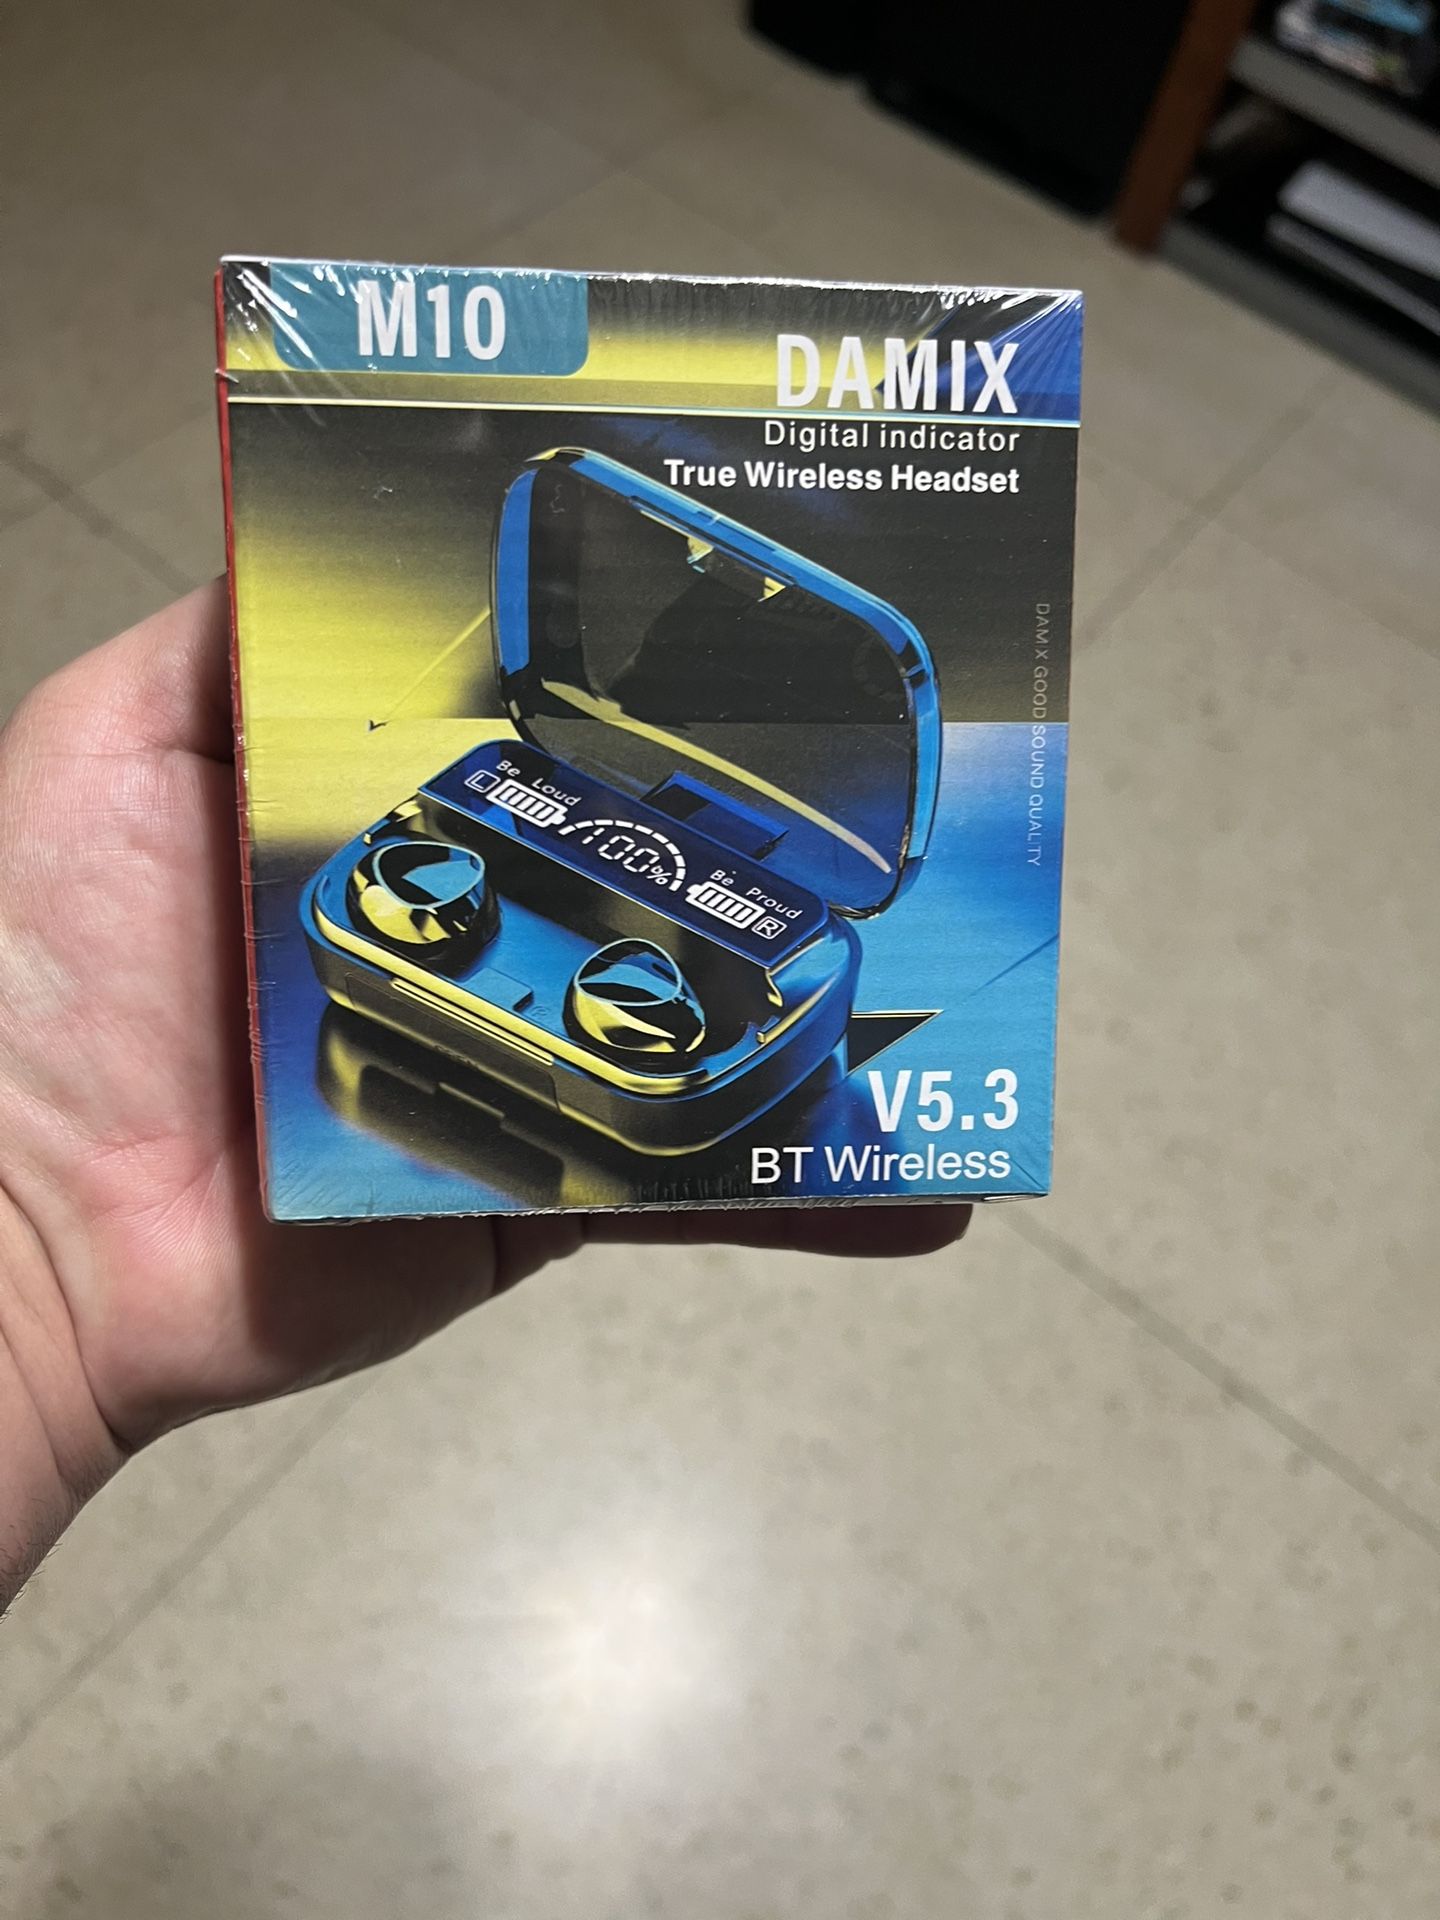 M10
DAMIX
Digital indicator
True Wireless Headset
DAMIX GOOD SOUND QUALITY
Be Loud
L
100%
Be Proud
R
V5.3
BT Wireless